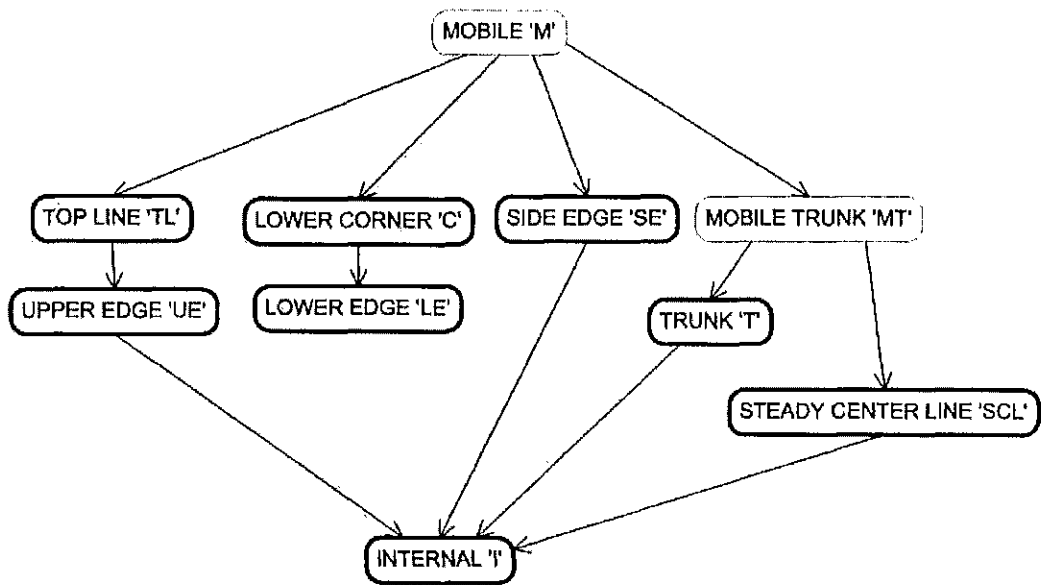 MOBILE 'M'
TOP LINE 'TL'
LOWER CORNER 'C'
SIDE EDGE 'SE'
MOBILE TRUNK 'MT'
UPPER EDGE 'UE'
LOWER EDGE 'LE'
TRUNK 'T'
STEADY CENTER LINE 'SCL'
INTERNAL 'I'